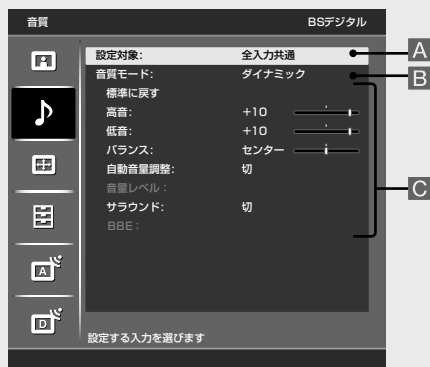 音質 BSデジタル
設定対象: 全入力共通 A
音質モード: ダイナミック B
標準に戻す
高音: +10
低音: +10
バランス: センター
自動音量調整: 切
音量レベル: C
サラウンド: 切
BBE:
A
D
設定する入力を選びます